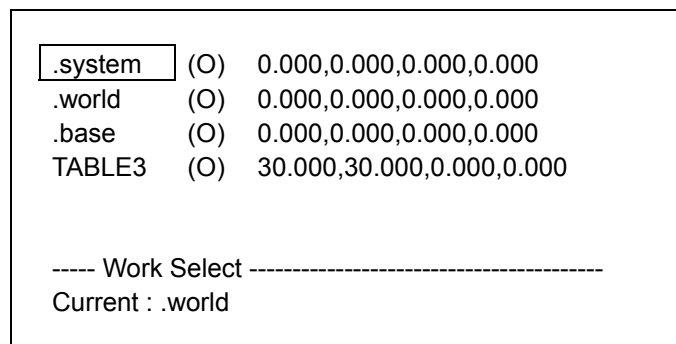 .system (O) 0.000,0.000,0.000,0.000
.world (O) 0.000,0.000,0.000,0.000
.base (O) 0.000,0.000,0.000,0.000
TABLE3 (O) 30.000,30.000,0.000,0.000
----- Work Select -----------------------------------------
Current : .world